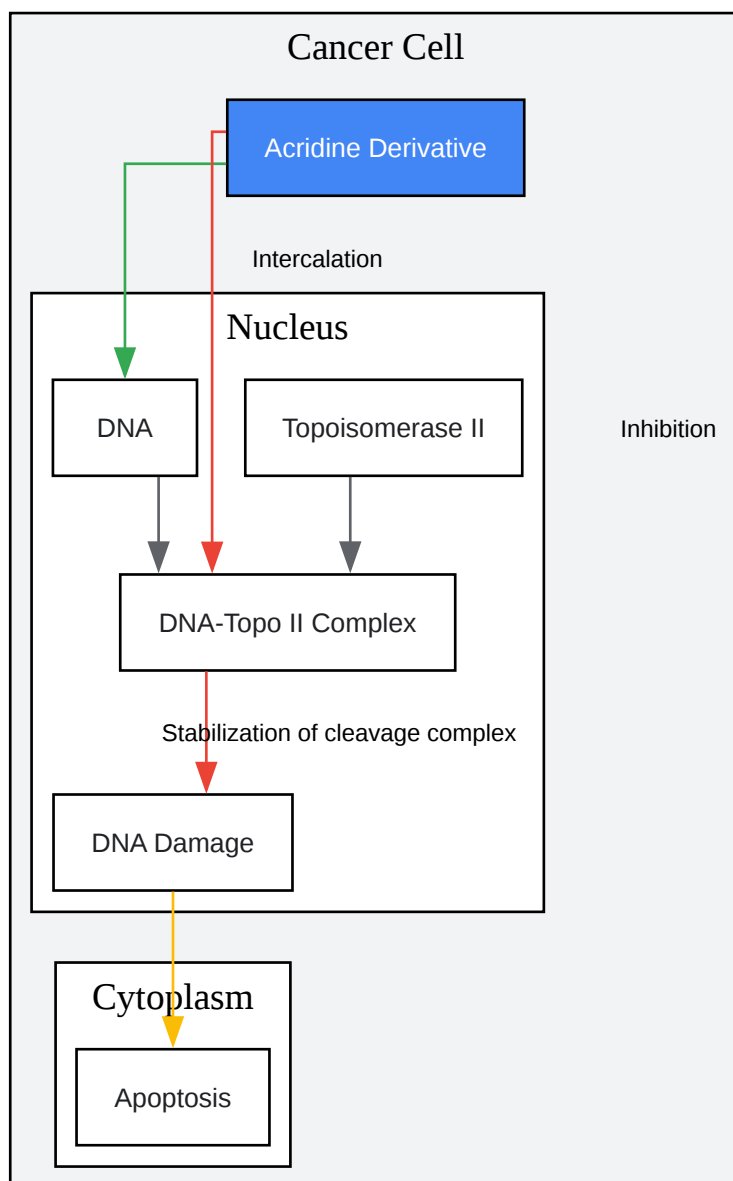 Cancer Cell
Acridine Derivative
Intercalation
Nucleus
DNA
Topoisomerase II
Inhibition
DNA-Topo II Complex
Stabilization of cleavage complex
DNA Damage
Cytoplasm
Apoptosis